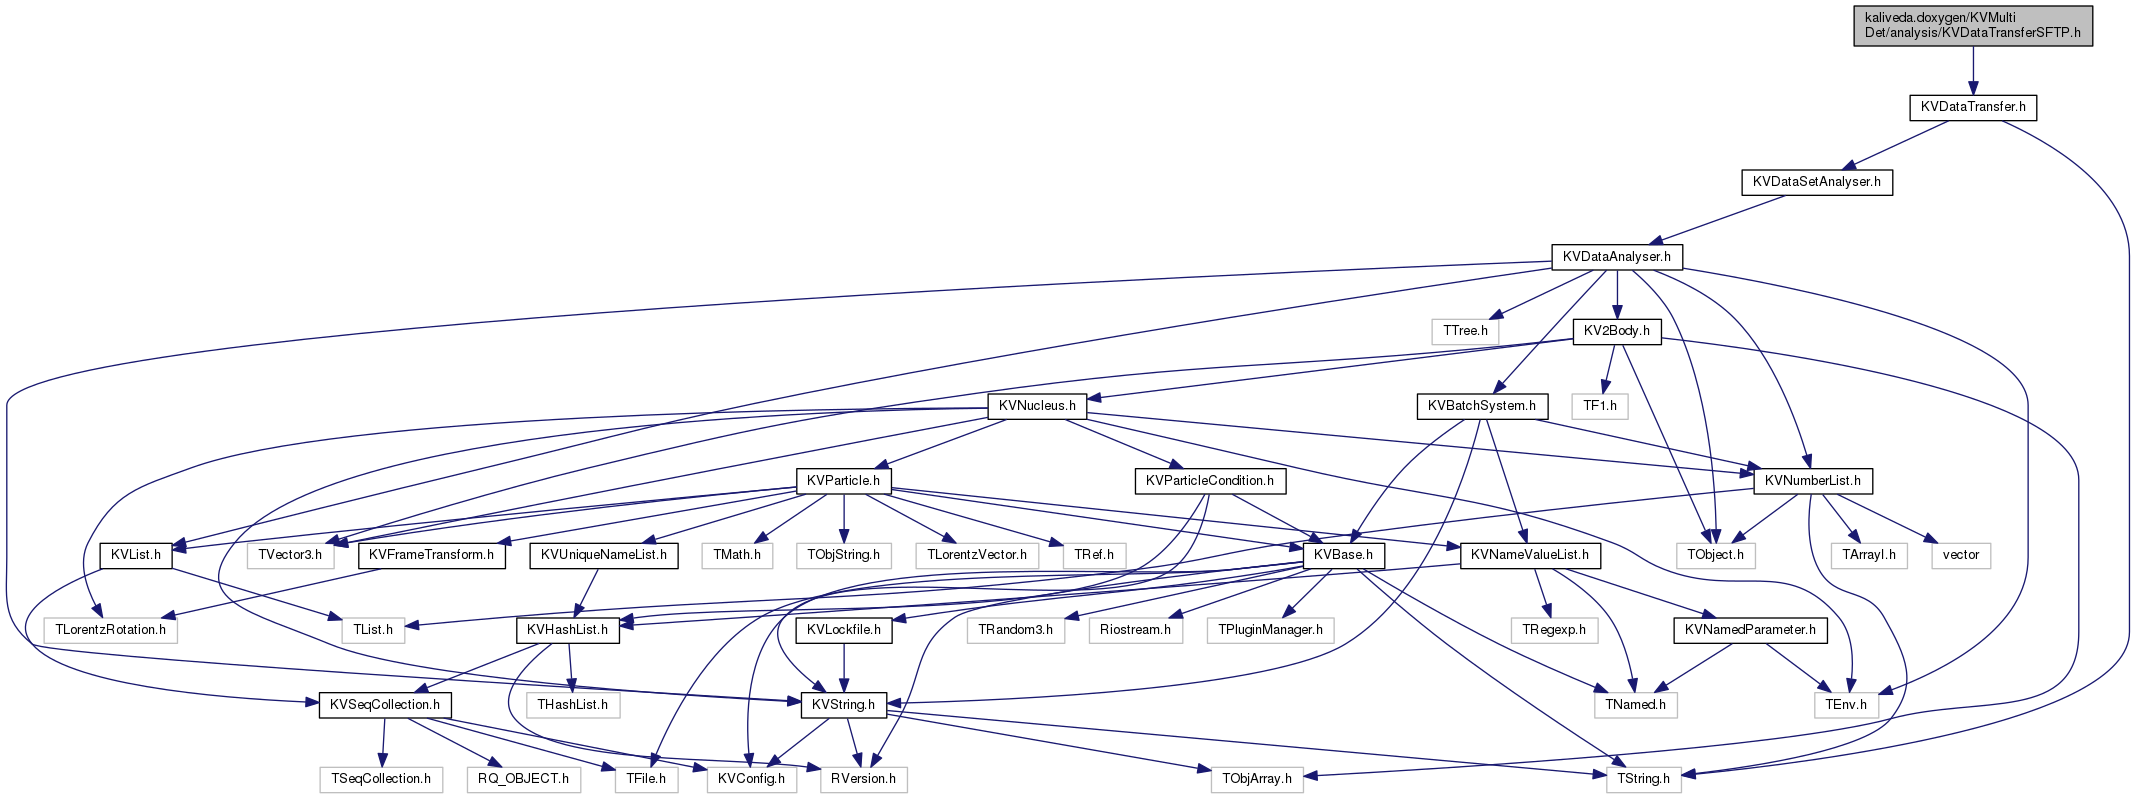 kaliveda.doxygen/KVMulti
Det/analysis/KVDataTransferSFTP.h
KVDataTransfer.h
KVDataSetAnalyser.h
KVDataAnalyser.h
TTree.h
KV2Body.h
KVNucleus.h
KVBatchSystem.h
TF1.h
KVParticle.h
KVParticleCondition.h
KVNumberList.h
KVList.h
TVector3.h
KVFrameTransform.h
KVUniqueNameList.h
TMath.h
TObjString.h
TLorentzVector.h
TRef.h
KVBase.h
KVNameValueList.h
TObject.h
TArrayI.h
vector
TLorentzRotation.h
TList.h
KVHashList.h
KVLockfile.h
TRandom3.h
Riostream.h
TPluginManager.h
TRegexp.h
KVNamedParameter.h
KVSeqCollection.h
THashList.h
KVString.h
TNamed.h
TEnv.h
TSeqCollection.h
RQ_OBJECT.h
TFile.h
KVConfig.h
RVersion.h
TObjArray.h
TString.h